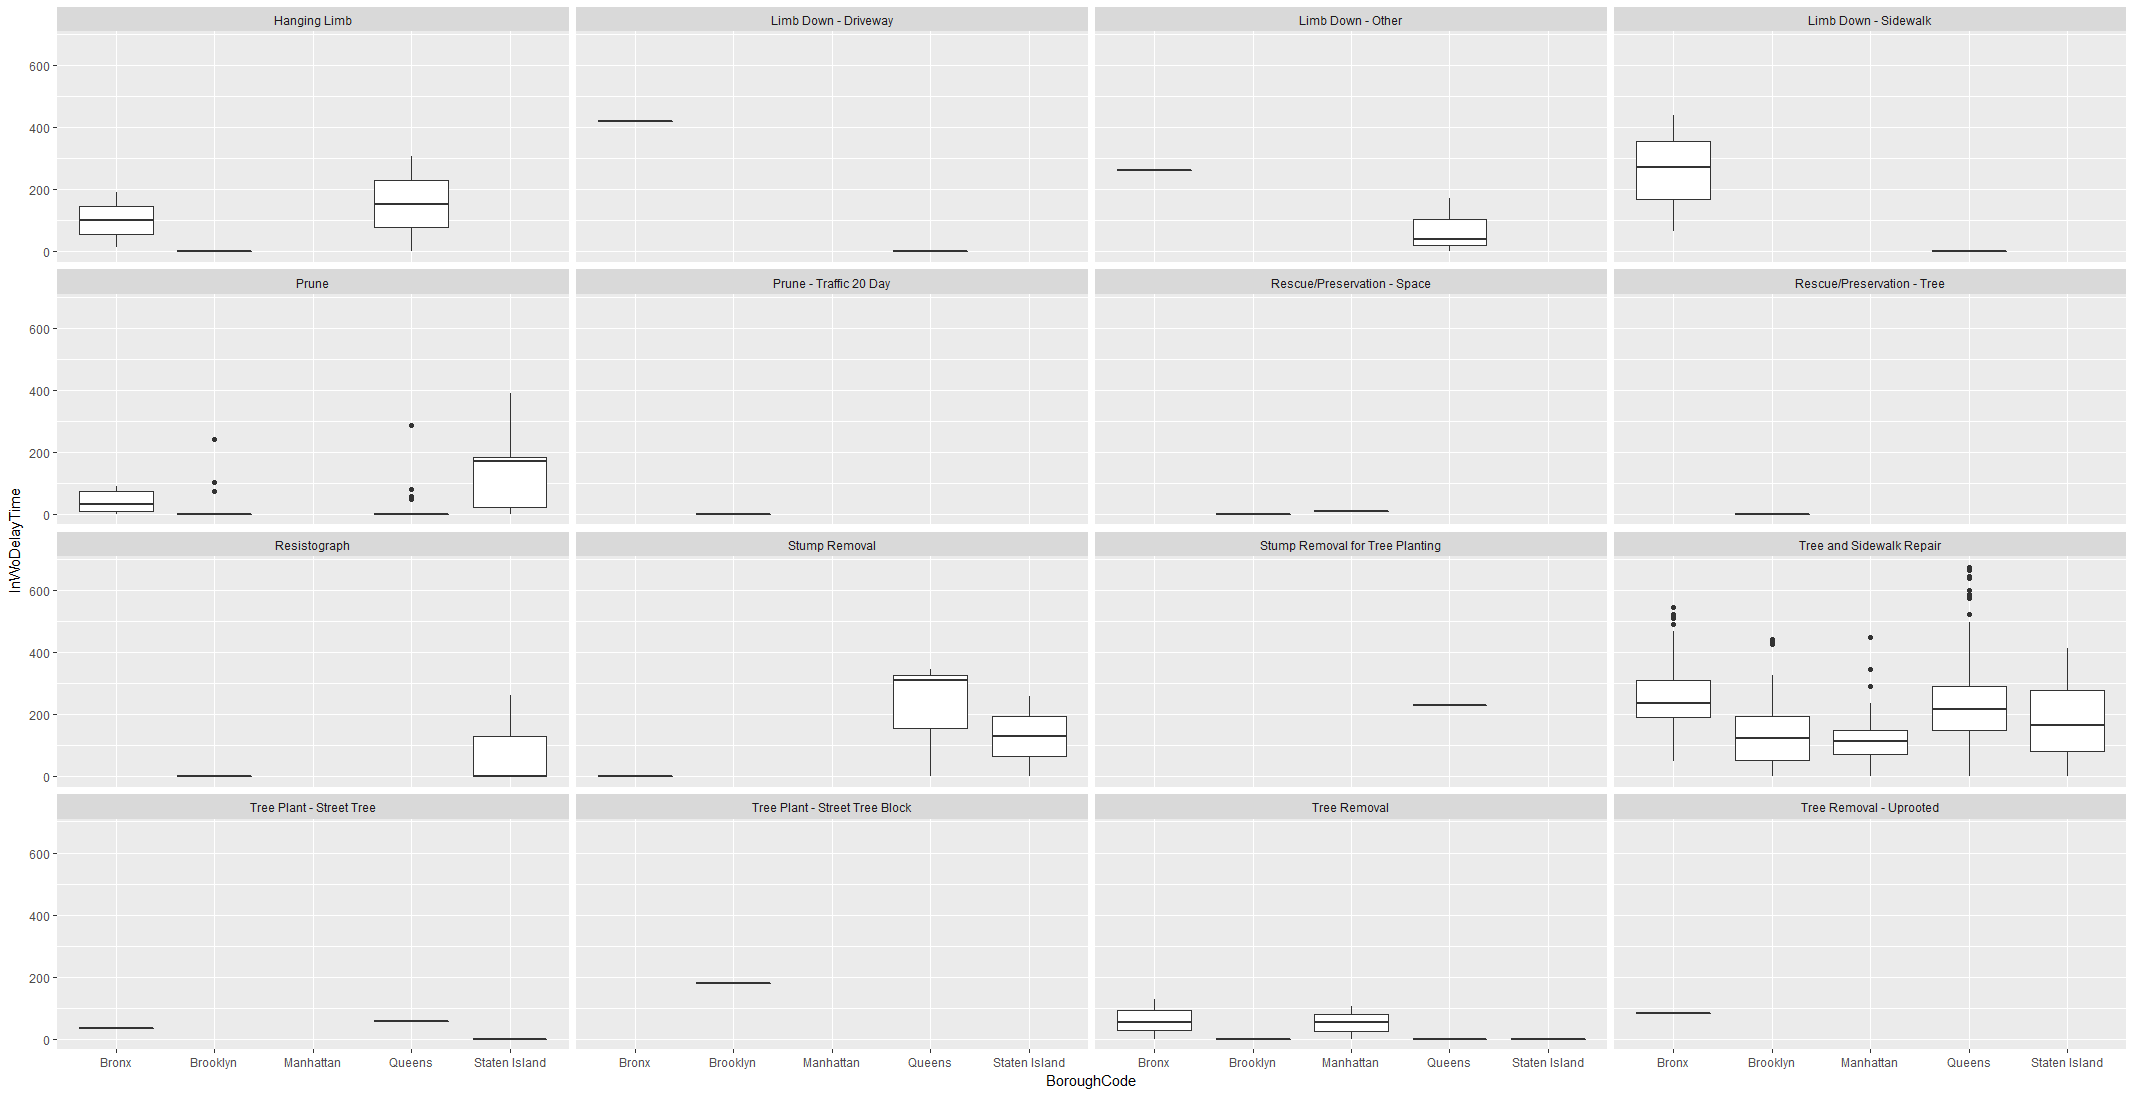 Hanging Limb
Limb Down - Driveway
Limb Down - Other
Limb Down - Sidewalk
600
400
200
0
Prune
Prune - Traffic 20 Day
Rescue/Preservation - Space
Rescue/Preservation - Tree
600
400
200
0
InWoDelayTime
Resistograph
Stump Removal
Stump Removal for Tree Planting
Tree and Sidewalk Repair
600
400
200
0
Tree Plant - Street Tree
Tree Plant - Street Tree Block
Tree Removal
Tree Removal - Uprooted
600
400
200
0
Bronx Brooklyn Manhattan Queens Staten Island
Bronx Brooklyn Manhattan Queens Staten Island
Bronx Brooklyn Manhattan Queens Staten Island
Bronx Brooklyn Manhattan Queens Staten Island
BoroughCode